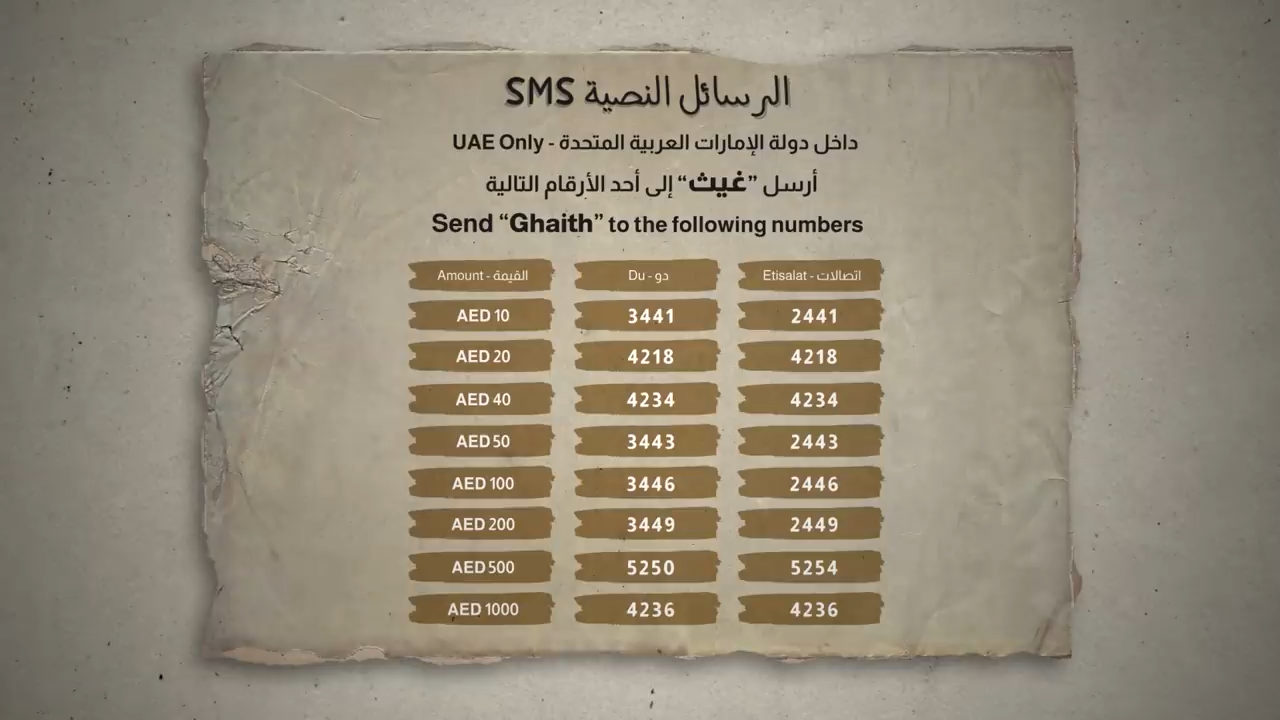 الرسائل النصية SMS
داخل دولة الإمارات العربية المتحدة - UAE Only
أرسل "غيث" إلى أحد الأرقام التالية
Send “Ghaith” to the following numbers
Amount - القيمة Du - دو Etisalat - اتصالات
AED 10 3441 2441
AED 20 4218 4218
AED 40 4234 4234
AED 50 3443 2443
AED 100 3446 2446
AED 200 3449 2449
AED 500 5250 5254
AED 1000 4236 4236